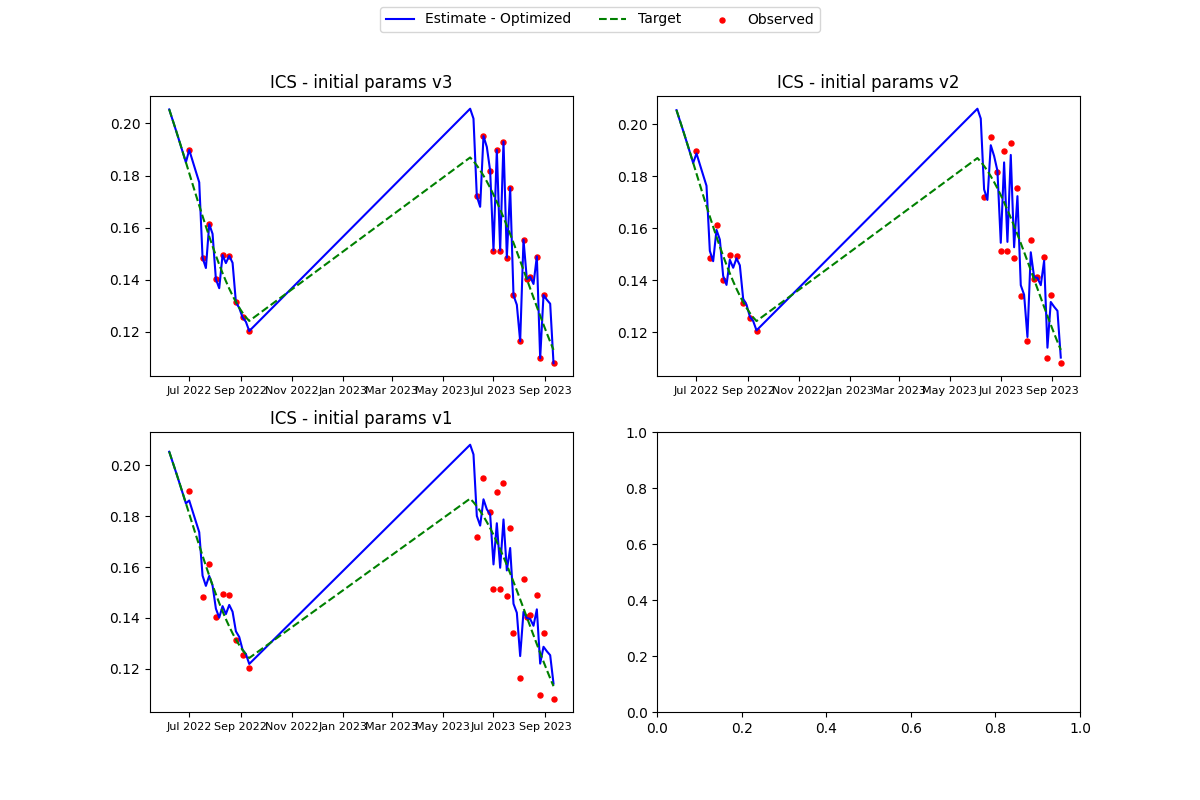 Estimate - Optimized Target Observed
ICS - initial params v3
0.20
0.18
0.16
0.14
0.12
Jul 2022 Sep 2022 Nov 2022 Jan 2023 Mar 2023 May 2023 Jul 2023 Sep 2023
ICS - initial params v2
0.20
0.18
0.16
0.14
0.12
Jul 2022 Sep 2022 Nov 2022 Jan 2023 Mar 2023 May 2023 Jul 2023 Sep 2023
ICS - initial params v1
0.20
0.18
0.16
0.14
0.12
Jul 2022 Sep 2022 Nov 2022 Jan 2023 Mar 2023 May 2023 Jul 2023 Sep 2023
1.0
0.8
0.6
0.4
0.2
0.0
0.0 0.2 0.4 0.6 0.8 1.0